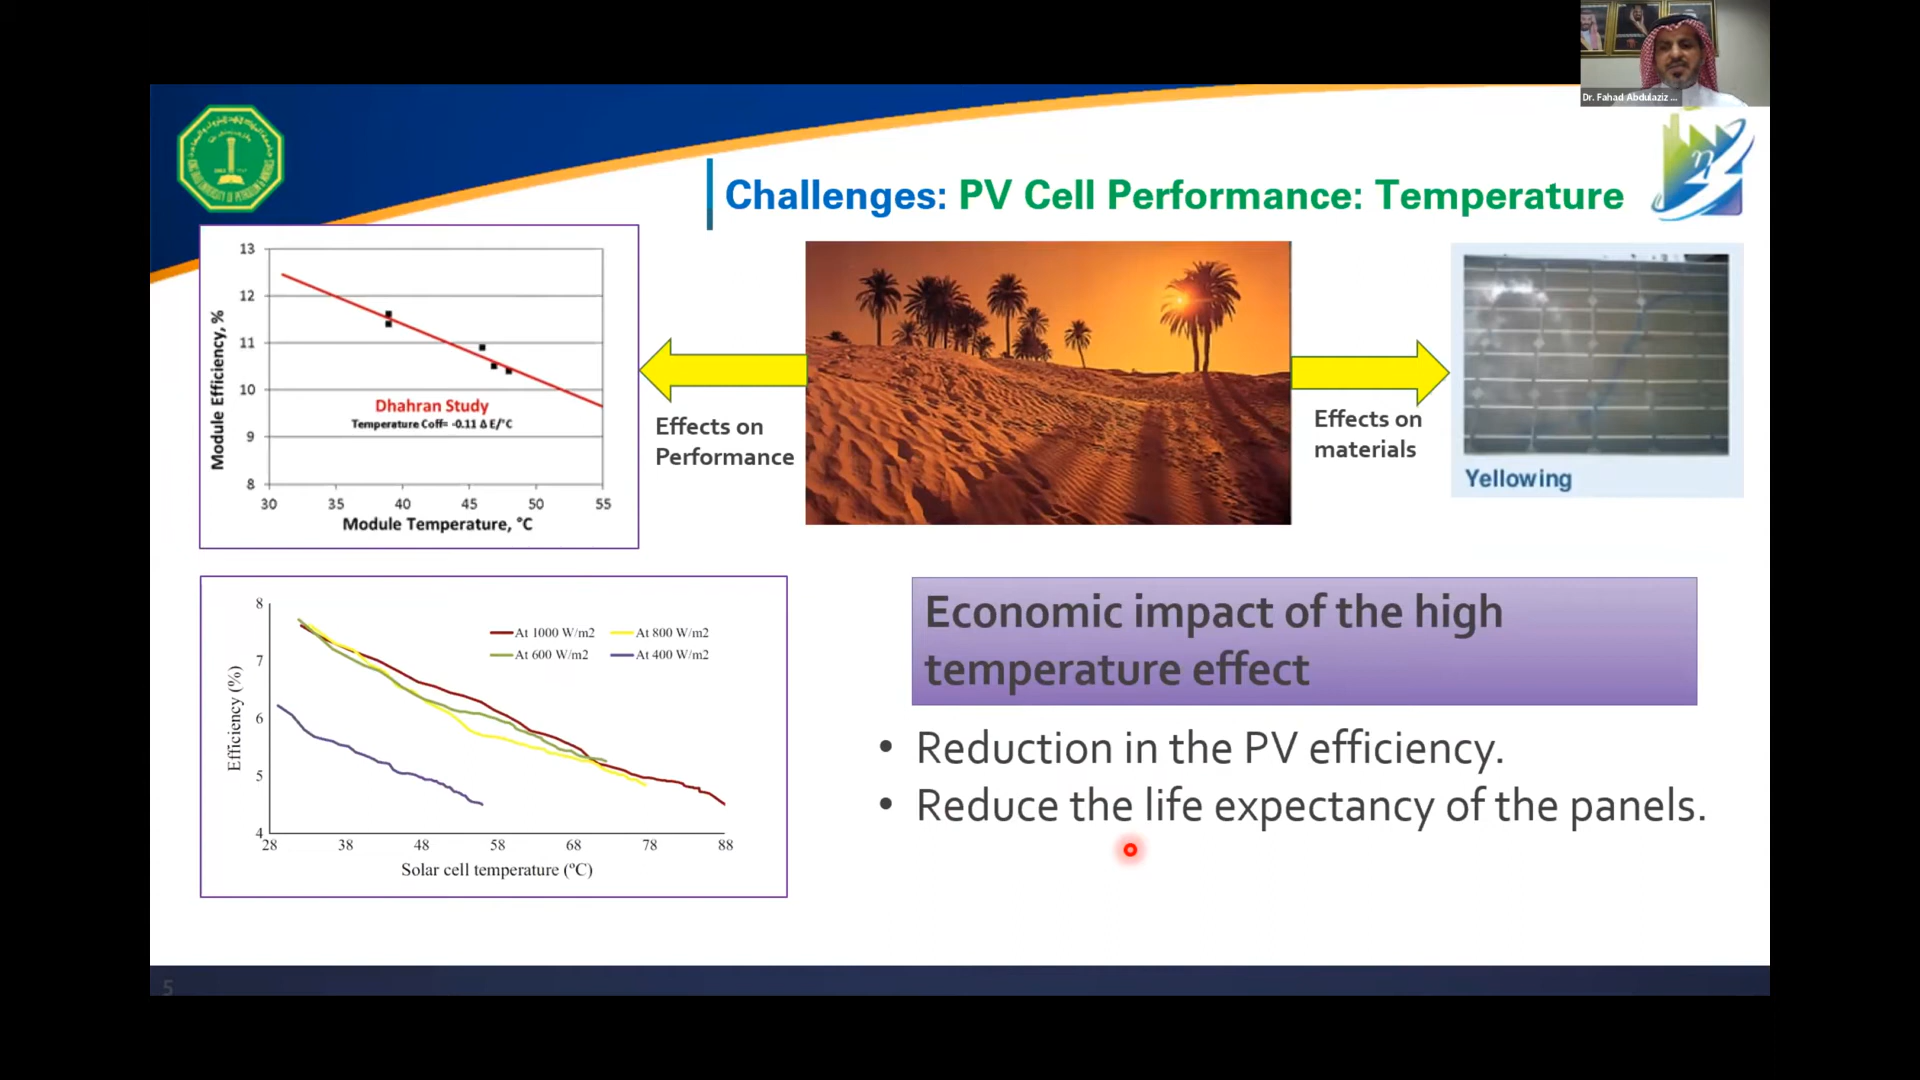 Dr. Fahad Abdulaziz ...
Challenges: PV Cell Performance: Temperature
13
12
11
10
9
8
Module Efficiency, %
Dhahran Study
Temperature Coff= -0.11 Δ E/°C
30 35 40 45 50 55
Module Temperature, °C
Effects on
Performance
Effects on
materials
Yellowing
8
7
6
5
4
Efficiency (%)
At 1000 W/m2 At 800 W/m2
At 600 W/m2 At 400 W/m2
28 38 48 58 68 78 88
Solar cell temperature (ºC)
Economic impact of the high
temperature effect
• Reduction in the PV efficiency.
• Reduce the life expectancy of the panels.
5